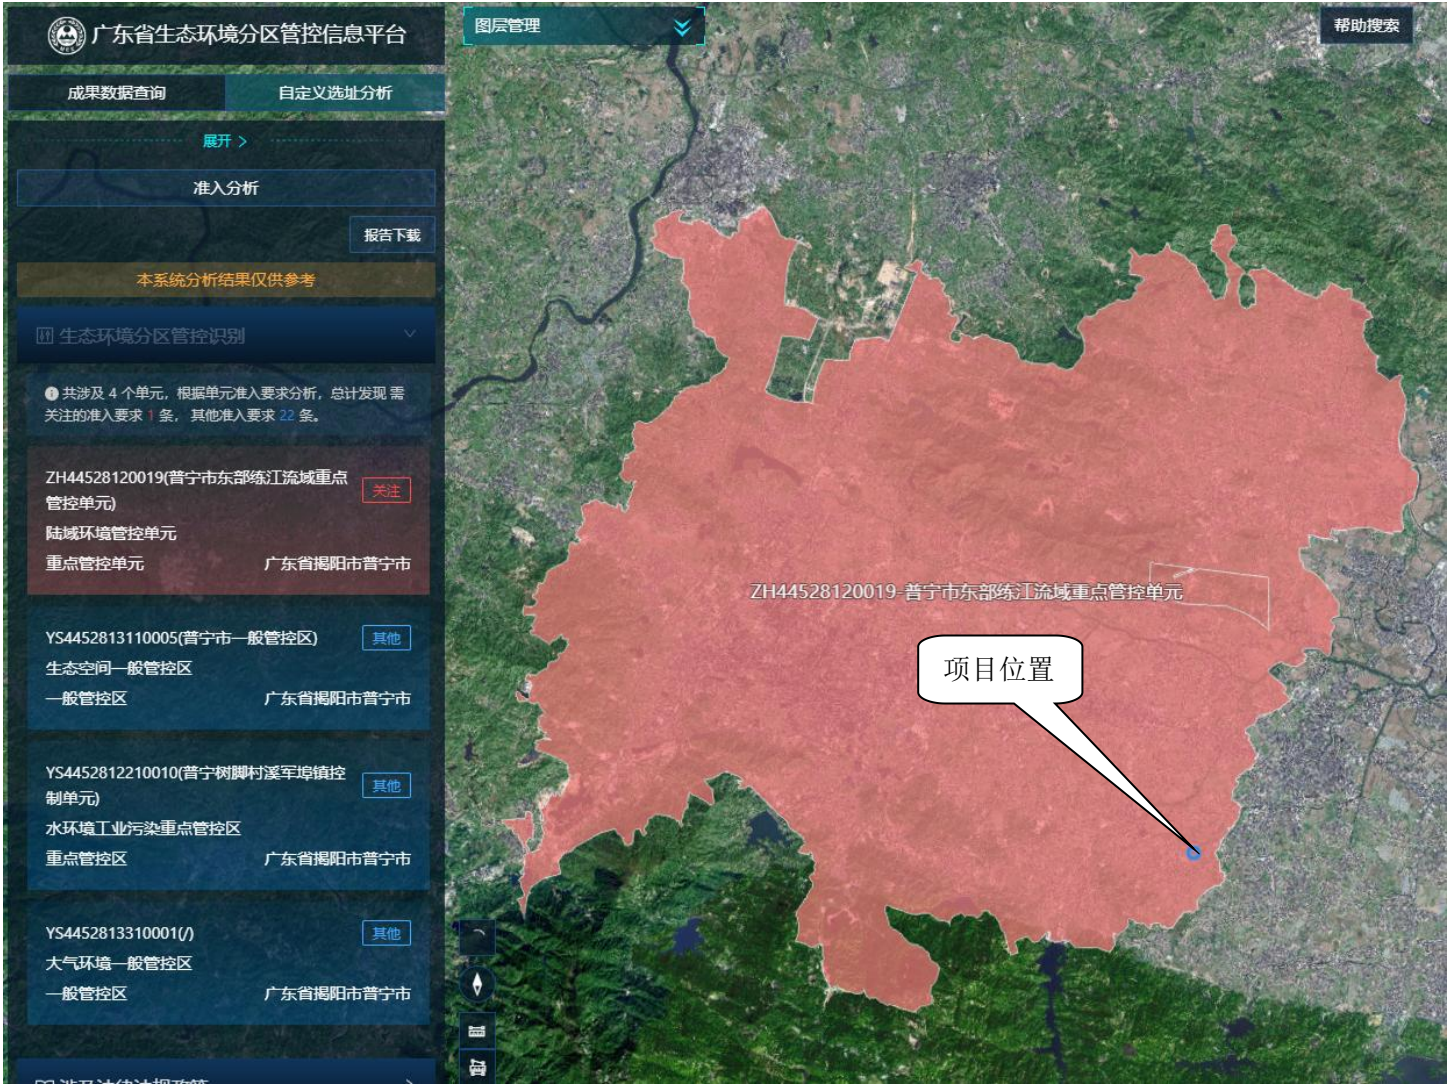 广东省生态环境分区管控信息平台
成果数据查询
自定义选址分析
展开 >
准入分析
报告下载
本系统分析结果仅供参考
生态环境分区管控识别
共涉及 4 个单元，根据单元准入要求分析，总计发现 需
关注的准入要求 1 条， 其他准入要求 22 条。
ZH44528120019(普宁市东部练江流域重点
管控单元)
关注
陆域环境管控单元
重点管控单元
广东省揭阳市普宁市
YS4452813110005(普宁市一般管控区)
其他
生态空间一般管控区
一般管控区
广东省揭阳市普宁市
YS4452812210010(普宁树脚村溪军埠镇控
制单元)
其他
水环境工业污染重点管控区
重点管控区
广东省揭阳市普宁市
YS4452813310001(/)
其他
大气环境一般管控区
一般管控区
广东省揭阳市普宁市
涉及法律法规政策
图层管理
帮助搜索
ZH44528120019-普宁市东部练江流域重点管控单元
项目位置